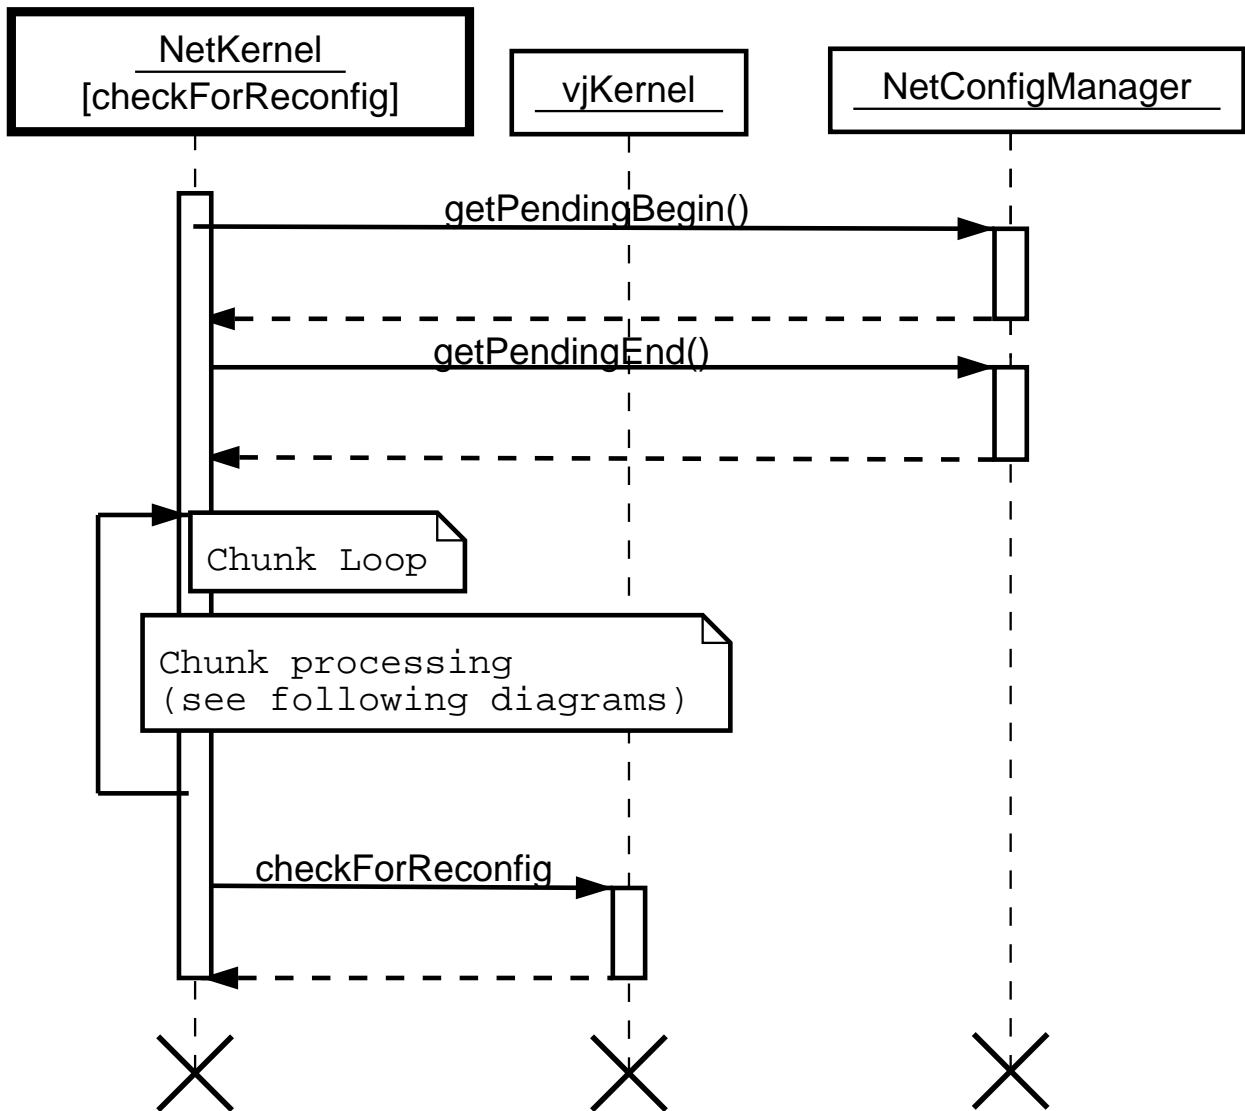 NetKernel
[checkForReconfig]
vjKernel
NetConfigManager
getPendingBegin()
getPendingEnd()
Chunk Loop
Chunk processing
(see following diagrams)
checkForReconfig